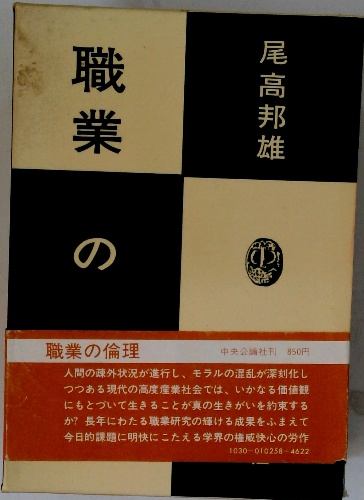 職業
の
尾高邦雄
職業の倫理
中央公論社刊 850円
人間の疎外状況が進行し、モラルの混乱が深刻化し
つつある現代の高度産業社会では、いかなる価値観
にもとづいて生きることが真の生きがいを約束する
か? 長年にわたる職業研究の輝ける成果をふまえて
今日的課題に明快にこたえる学界の権威快心の労作
1030-010258-4622